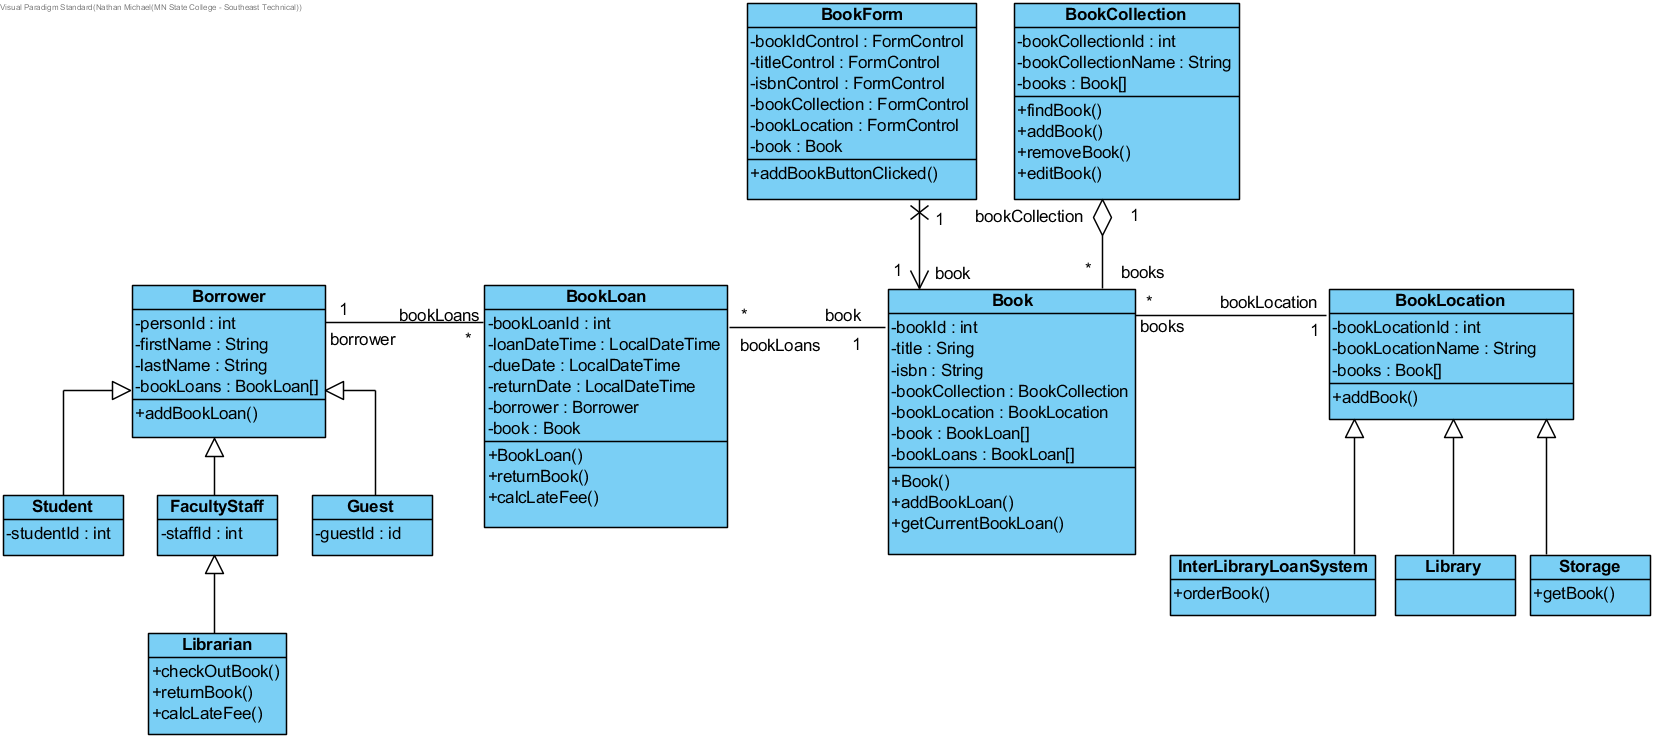 Visual Paradigm Standard(Nathan Michael(MN State College - Southeast Technical))
BookForm
-bookIdControl : FormControl
-titleControl : FormControl
-isbnControl : FormControl
-bookCollection : FormControl
-bookLocation : FormControl
-book : Book
+addBookButtonClicked()
BookCollection
-bookCollectionId : int
-bookCollectionName : String
-books : Book[]
+findBook()
+addBook()
+removeBook()
+editBook()
1
bookCollection
1
1
book
*
books
Borrower
-personId : int
-firstName : String
-lastName : String
-bookLoans : BookLoan[]
+addBookLoan()
1
bookLoans
borrower
*
BookLoan
-bookLoanId : int
-loanDateTime : LocalDateTime
-dueDate : LocalDateTime
-returnDate : LocalDateTime
-borrower : Borrower
-book : Book
+BookLoan()
+returnBook()
+calcLateFee()
*
book
bookLoans
1
Book
-bookId : int
-title : Sring
-isbn : String
-bookCollection : BookCollection
-bookLocation : BookLocation
-book : BookLoan[]
-bookLoans : BookLoan[]
+Book()
+addBookLoan()
+getCurrentBookLoan()
*
bookLocation
books
1
BookLocation
-bookLocationId : int
-bookLocationName : String
-books : Book[]
+addBook()
Student
-studentId : int
FacultyStaff
-staffId : int
Guest
-guestId : id
InterLibraryLoanSystem
+orderBook()
Library
Storage
+getBook()
Librarian
+checkOutBook()
+returnBook()
+calcLateFee()